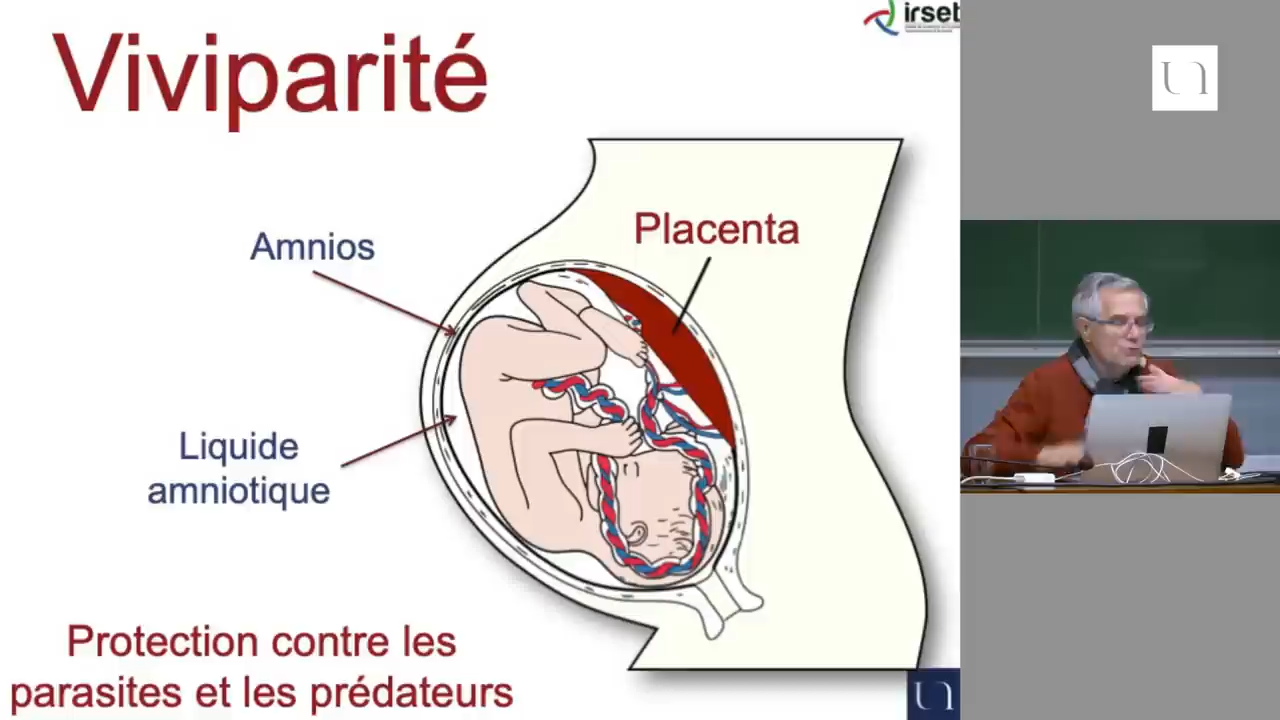 Viviparité
irset
Amnios
Placenta
Liquide
amniotique
Protection contre les
parasites et les prédateurs